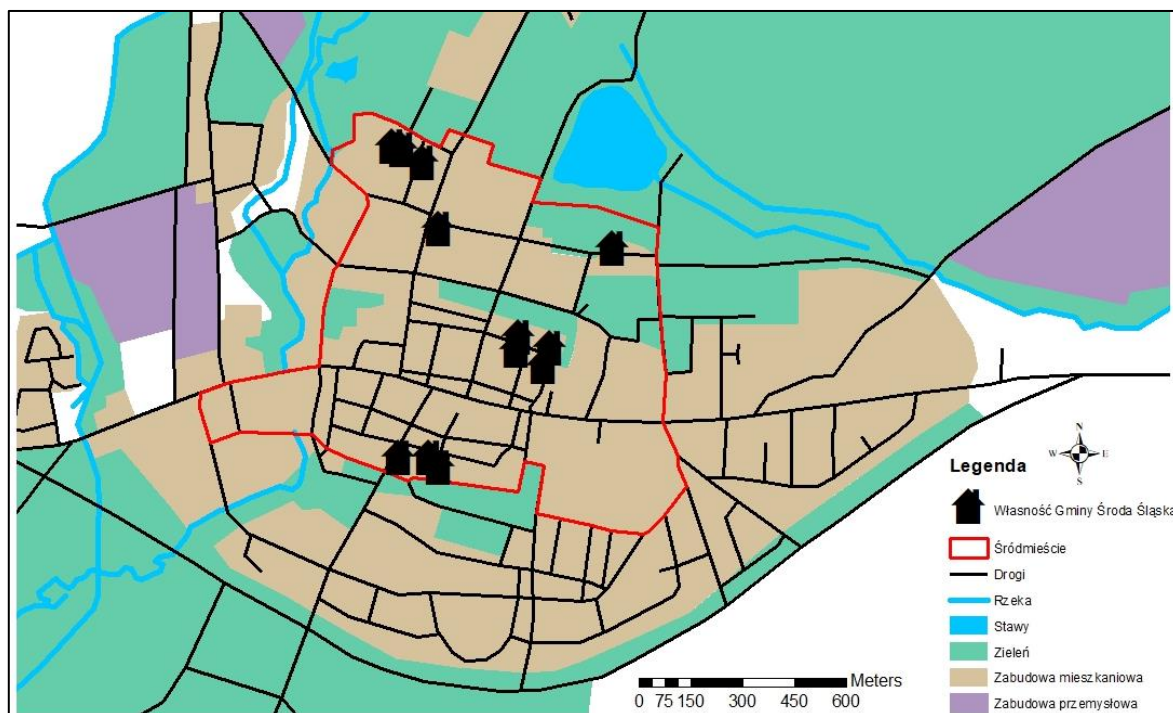 N
W E
S
Legenda
Własność Gminy Środa Śląska
Śródmieście
Drogi
Rzeka
Stawy
Zieleń
Zabudowa mieszkaniowa
Zabudowa przemysłowa
Meters
0 75 150 300 450 600